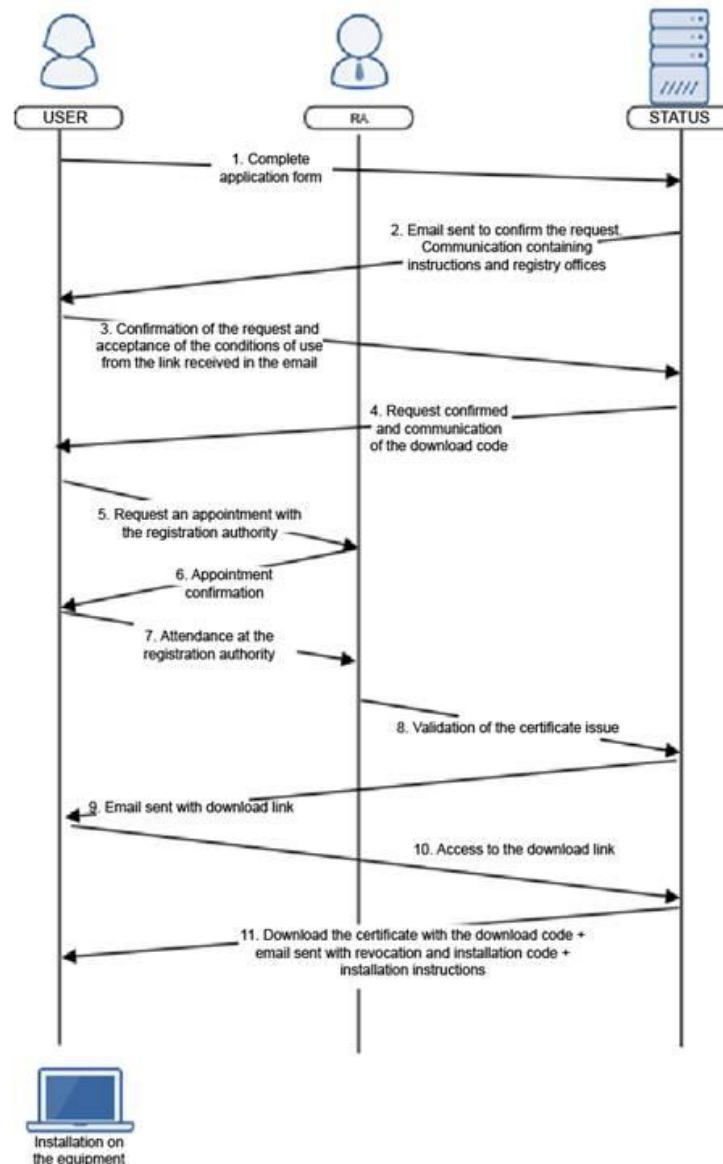 USER
RA
STATUS
1. Complete
application form
2. Email sent to confirm the request.
Communication containing
instructions and registry offices
3. Confirmation of the request and
acceptance of the conditions of use
from the link received in the email
4. Request confirmed
and communication
of the download code
5. Request an appointment with
the registration authority
6. Appointment
confirmation
7. Attendance at the
registration authority
8. Validation of the certificate issue
9. Email sent with download link
10. Access to the download link
11. Download the certificate with the download code +
email sent with revocation and installation code +
installation instructions
Installation on
the equipment